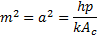 m² = a² = hp / kA_c